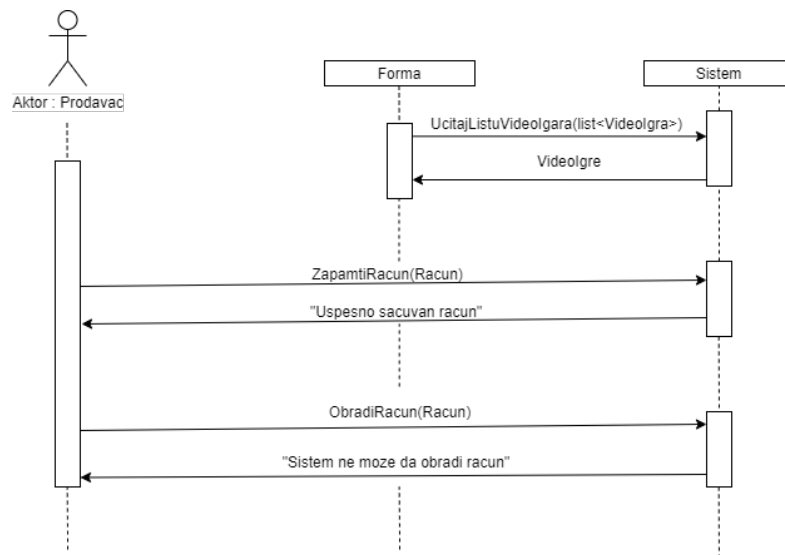 Forma
Sistem
Aktor : Prodavac
UcitajListuVideoIgara(list<VideoIgra>)
VideoIgre
ZapamtiRacun(Racun)
"Uspesno sacuvan racun"
ObradiRacun(Racun)
"Sistem ne moze da obradi racun"